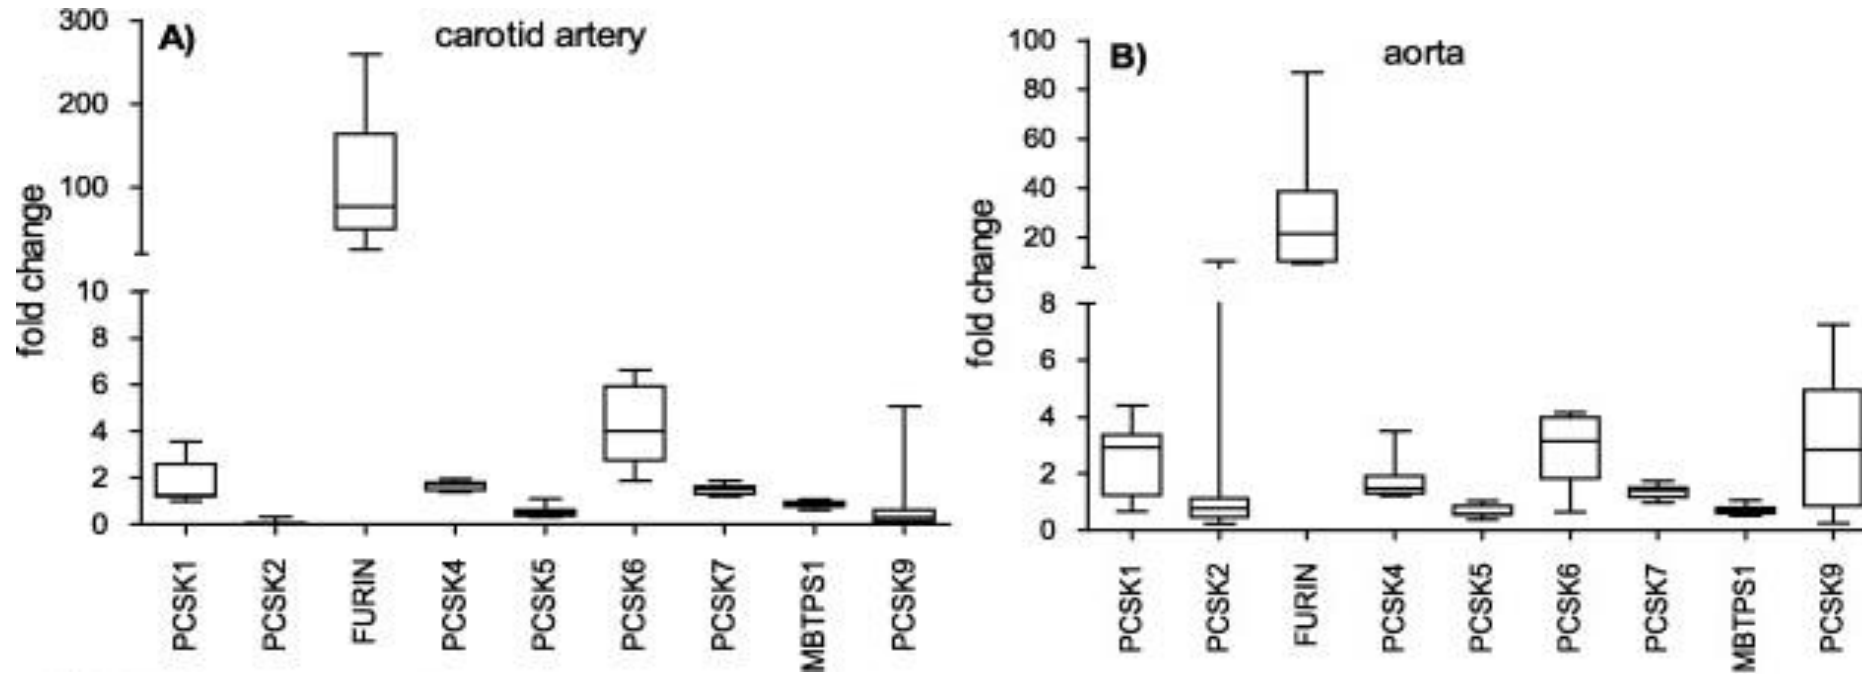 A) carotid artery
fold change
300
200
100
10
8
6
4
2
0
PCSK1
PCSK2
FURIN
PCSK4
PCSK5
PCSK6
PCSK7
MBTPS1
PCSK9
B) aorta
fold change
100
80
60
40
20
8
6
4
2
0
PCSK1
PCSK2
FURIN
PCSK4
PCSK5
PCSK6
PCSK7
MBTPS1
PCSK9